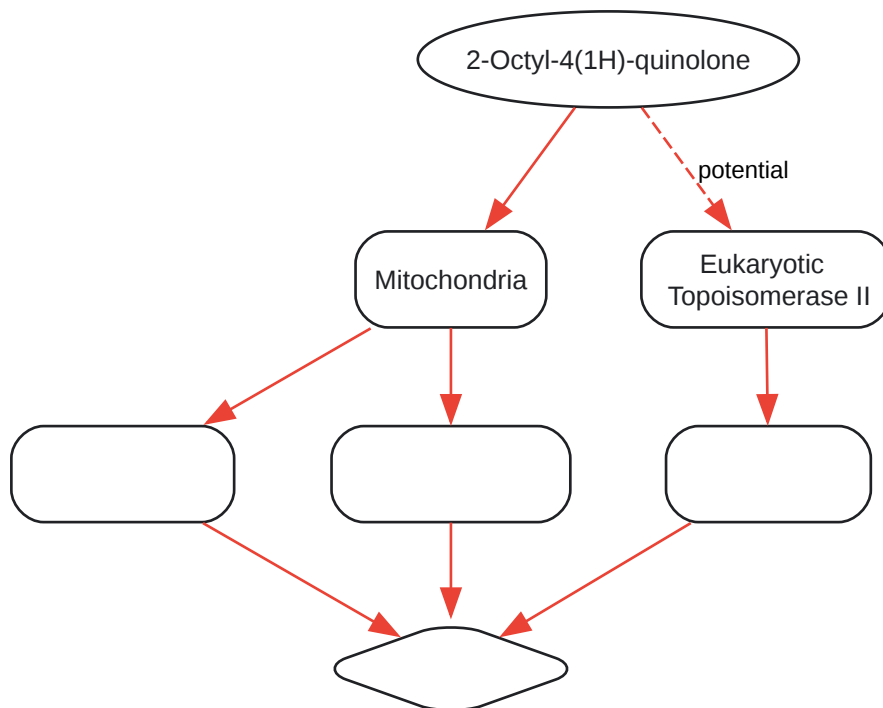 2-Octyl-4(1H)-quinolone
potential
Mitochondria
Eukaryotic
Topoisomerase II